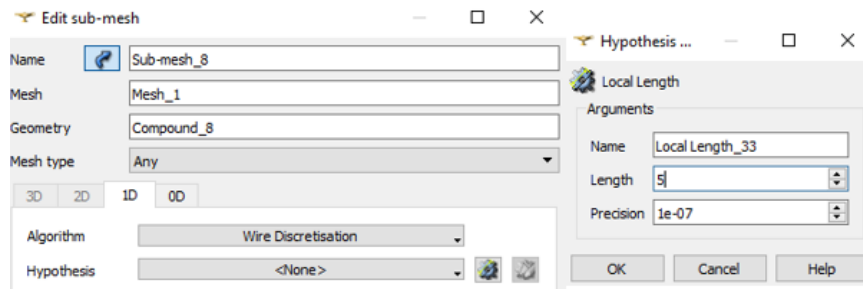 Edit sub-mesh
Name Sub-mesh_8
Mesh Mesh_1
Geometry Compound_8
Mesh type Any
3D 2D 1D 0D
Algorithm Wire Discretisation
Hypothesis <None>
Hypothesis ...
Local Length
Arguments
Name Local Length_33
Length 5
Precision 1e-07
OK Cancel Help